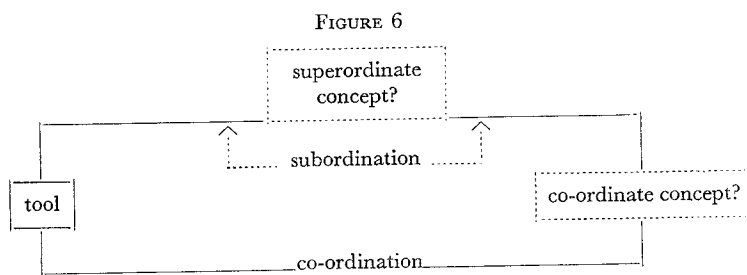 FIGURE 6
superordinate
concept?
subordination
tool
co-ordinate concept?
co-ordination